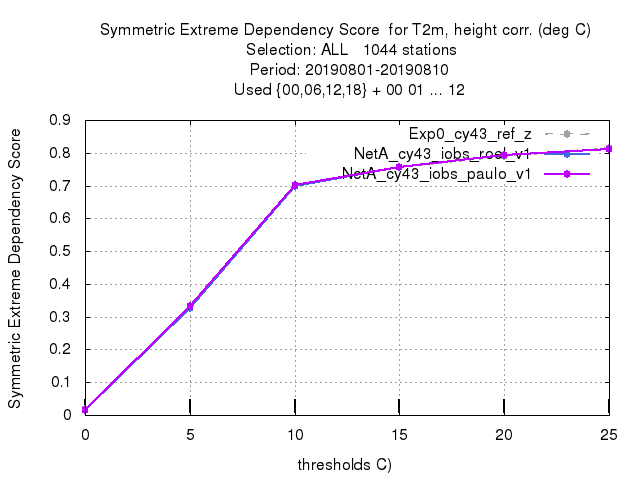 Symmetric Extreme Dependency Score  for T2m, height corr. (deg C)
Selection: ALL   1044 stations
Period: 20190801-20190810
Used {00,06,12,18} + 00 01 ... 12
Symmetric Extreme Dependency Score
0.9
0.8
0.7
0.6
0.5
0.4
0.3
0.2
0.1
0
Exp0_cy43_ref_z
NetA_cy43_iobs_roel_v1
NetA_cy43_iobs_paulo_v1
0 5 10 15 20 25
thresholds C)